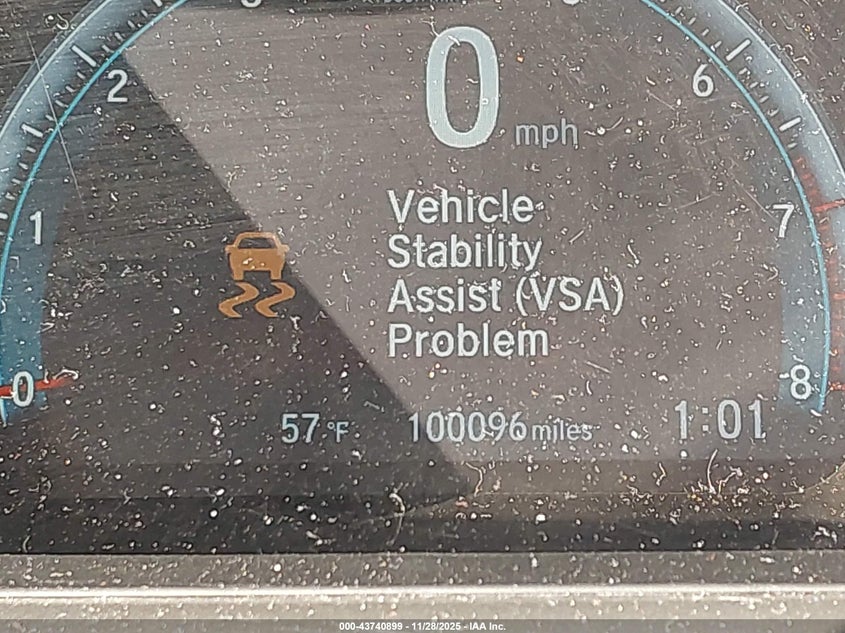 0 mph
2
6
Vehicle
1
7
Stability
Assist (VSA)
Problem
0
8
57 °F 100096 miles 1:01
000-43740899 - 11/28/2025 - IAA Inc.